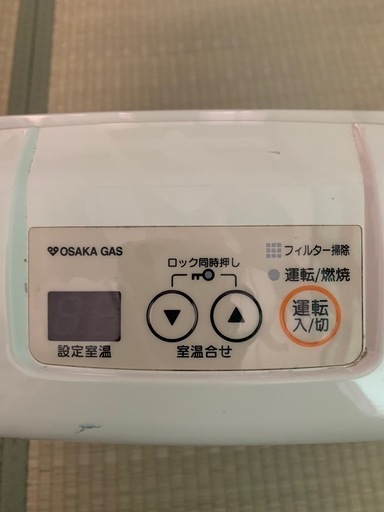 OSAKA GAS
ロック同時押し
フィルター掃除
運転/燃焼
運転
入/切
設定室温
室温合せ